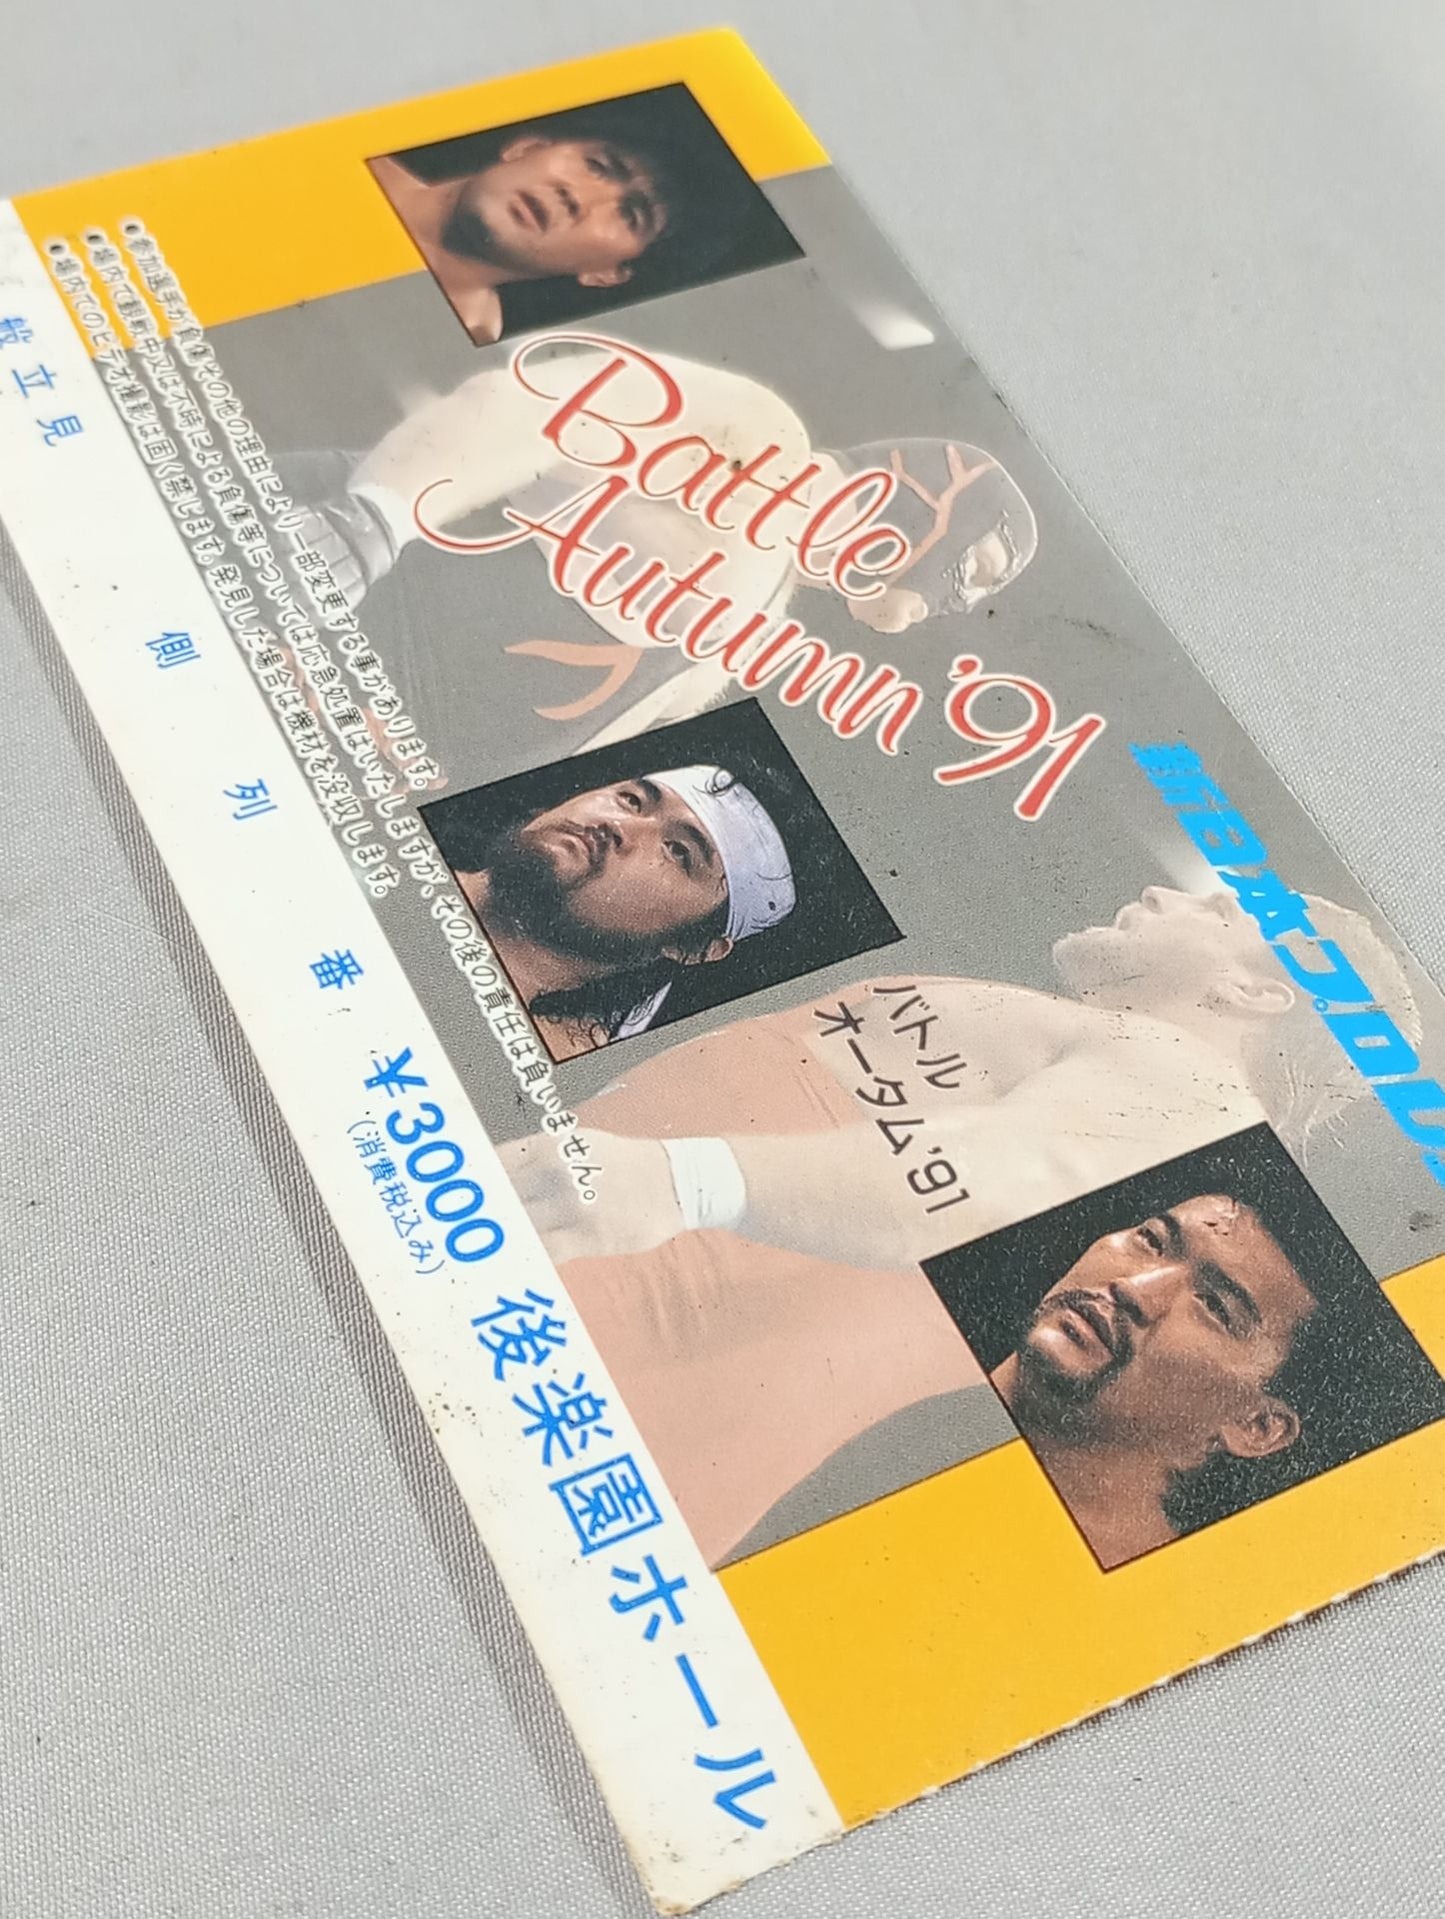 新日本プロレス
Battle
Autumn '91
バトル
オータム'91
●参加選手が負傷その他の理由により一部変更する事があります。
●場内で観戦中又は不時による負傷等については応急処置はいたしますが、その後の責任は負いません。
●場内でのビデオ撮影は固く禁じます。発見した場合は機材を没収します。
般立見 側 列 番 ¥3000 後楽園ホール
(消費税込み)